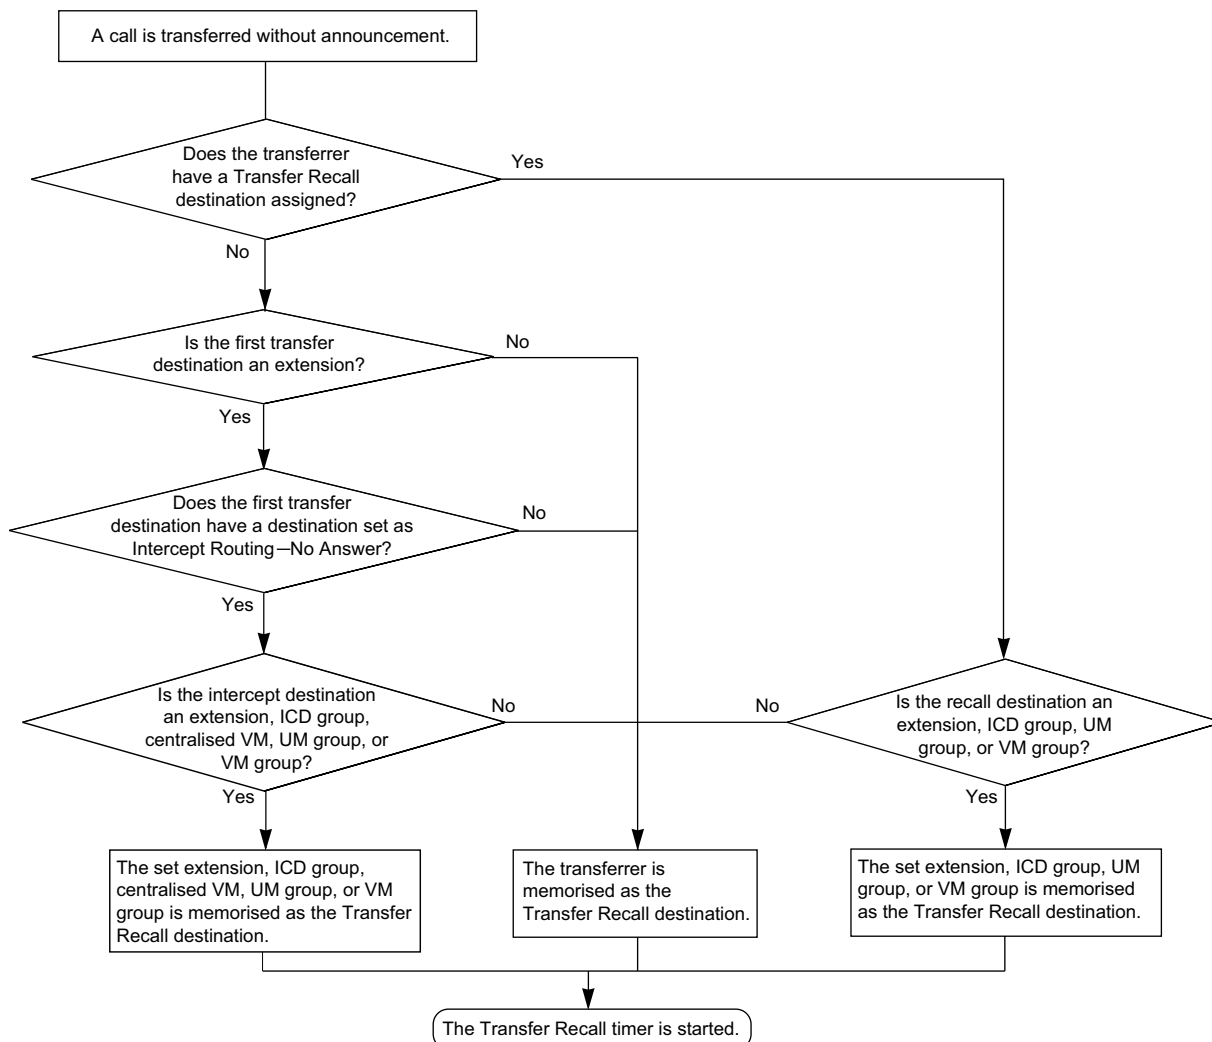 A call is transferred without announcement.
Does the transferrer
have a Transfer Recall
destination assigned?
Yes
No
Is the first transfer
destination an extension?
No
Yes
Does the first transfer
destination have a destination set as
Intercept Routing—No Answer?
No
Yes
Is the intercept destination
an extension, ICD group,
centralised VM, UM group, or
VM group?
No
Yes
No
Is the recall destination an
extension, ICD group, UM
group, or VM group?
Yes
The set extension, ICD group,
centralised VM, UM group, or VM
group is memorised as the Transfer
Recall destination.
The transferrer is
memorised as the
Transfer Recall destination.
The set extension, ICD group, UM
group, or VM group is memorised
as the Transfer Recall destination.
The Transfer Recall timer is started.